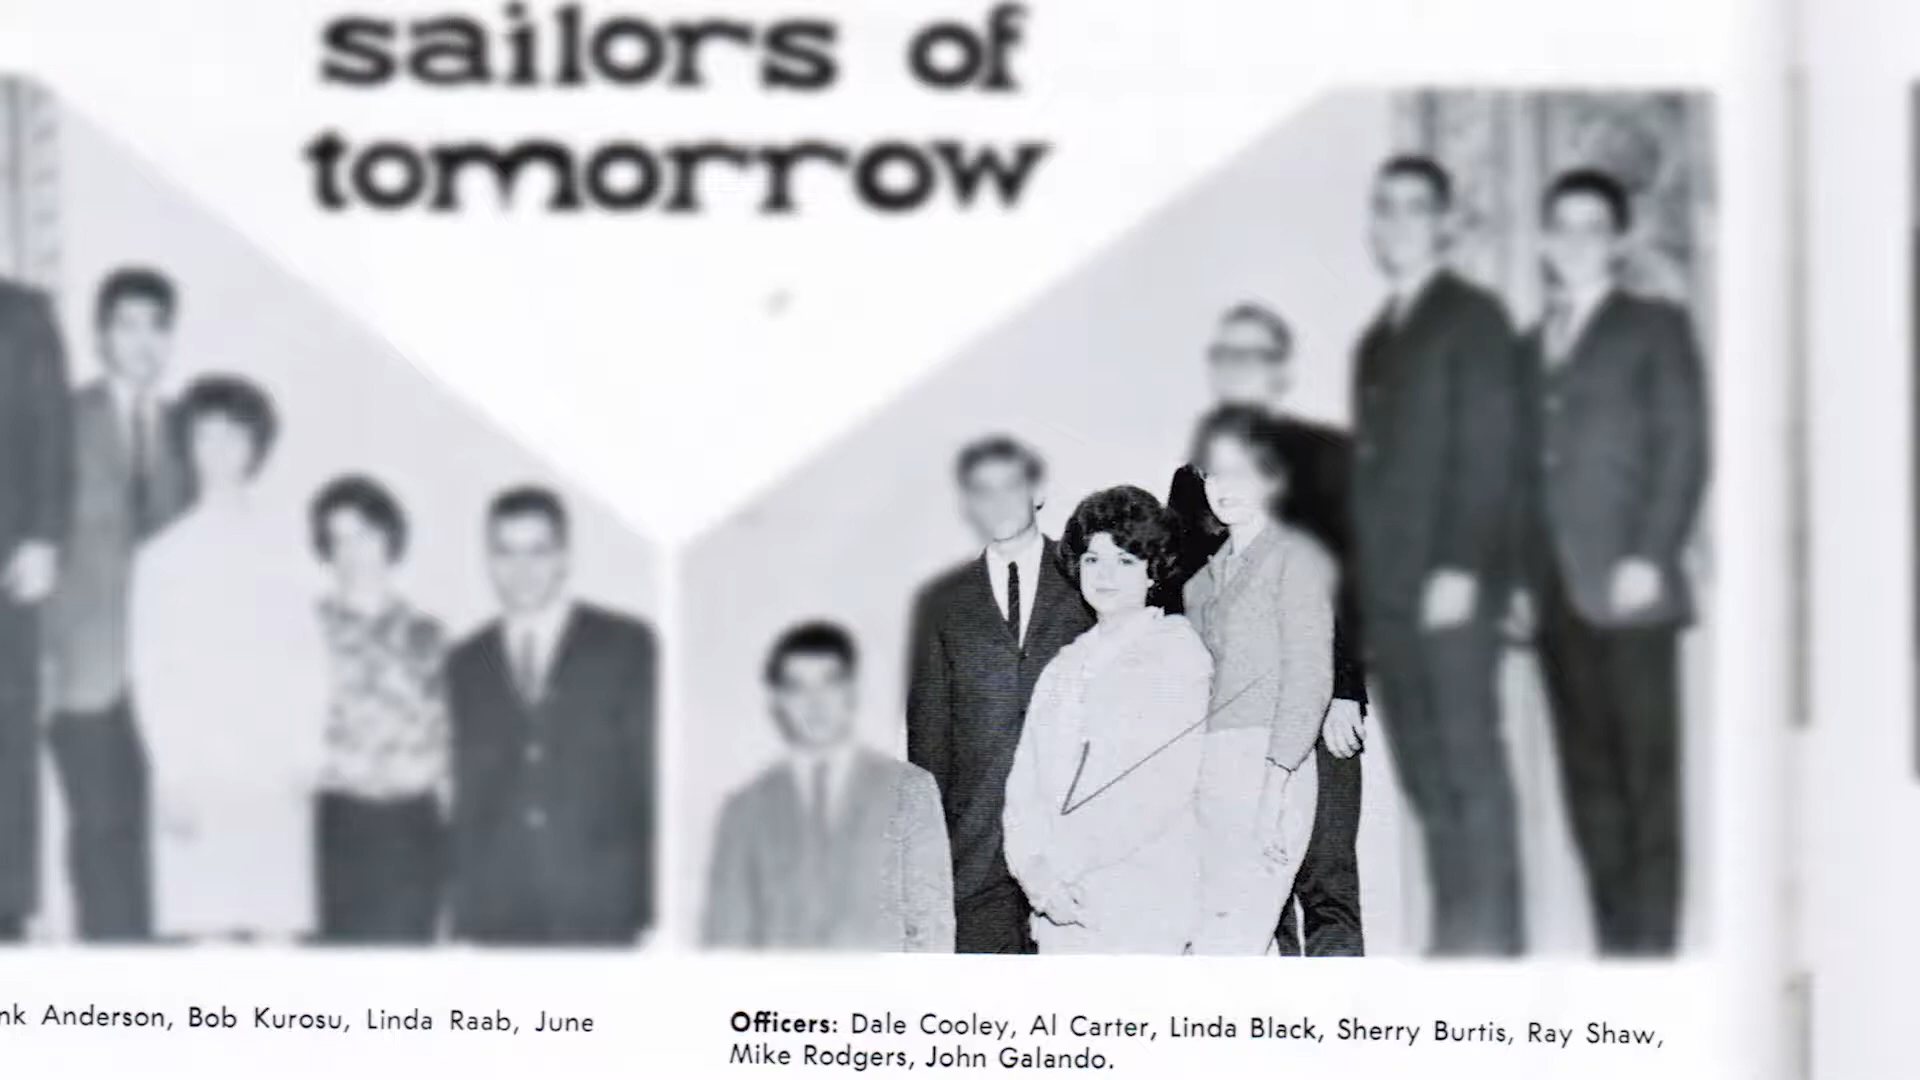 sailors of
tomorrow
Anderson, Bob Kurosu, Linda Raab, June
Officers: Dale Cooley, Al Carter, Linda Black, Sherry Burtis, Ray Shaw,
Mike Rodgers, John Galando.